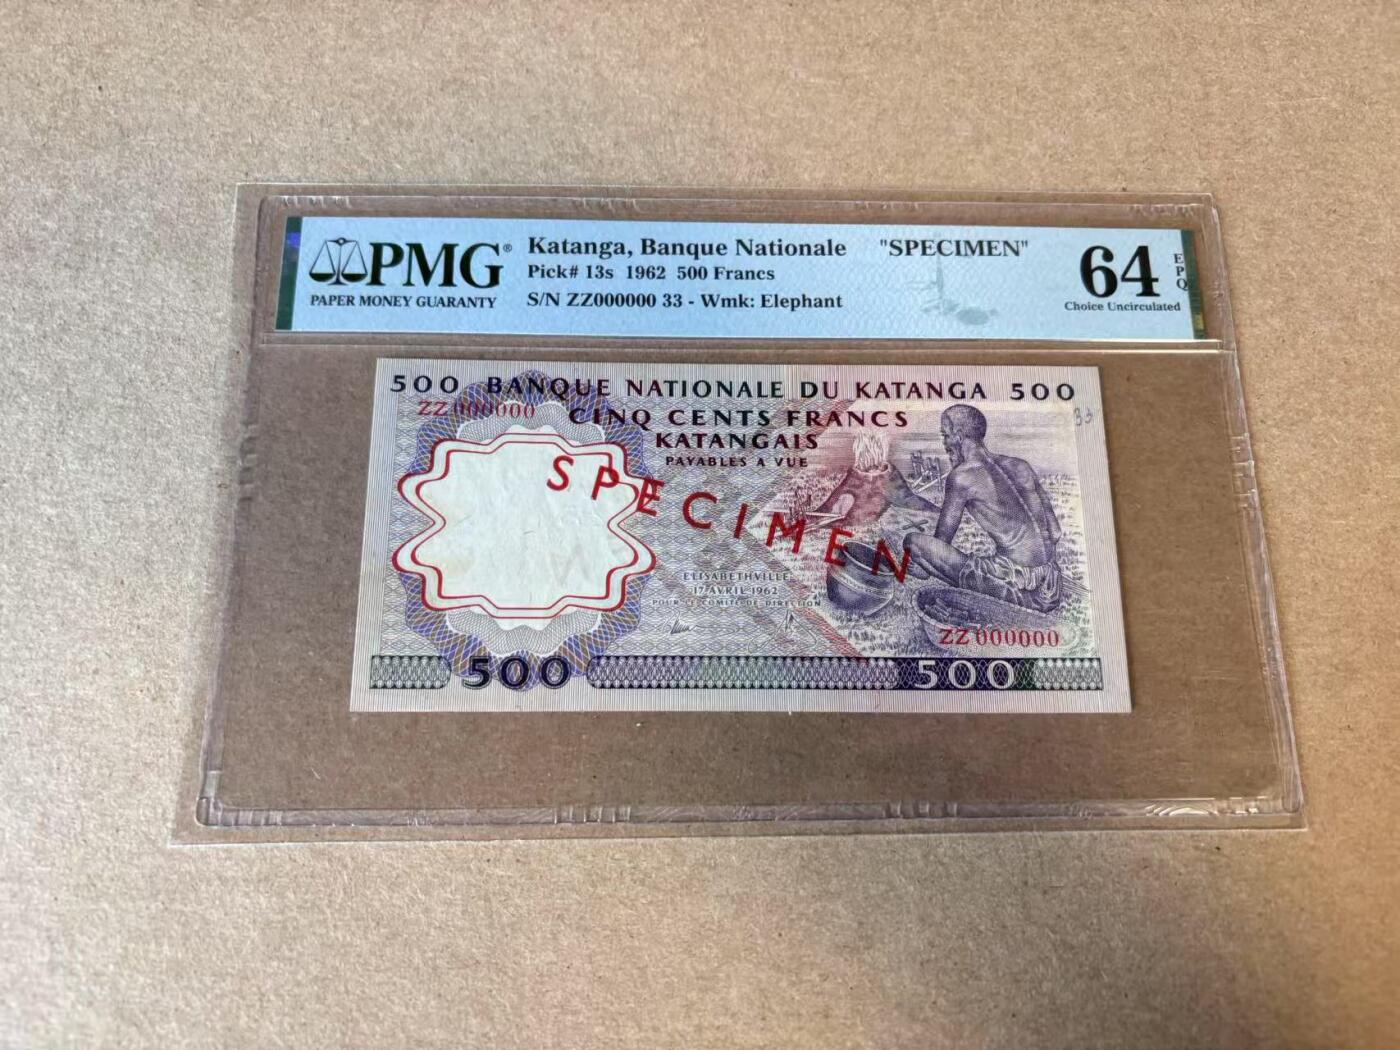 PMG®
PAPER MONEY GUARANTY
Katanga, Banque Nationale "SPECIMEN"
Pick# 13s 1962 500 Francs
S/N ZZ000000 33 - Wmk: Elephant
64
EPQ
Choice Uncirculated
500 BANQUE NATIONALE DU KATANGA 500
ZZ000000
CINQ CENTS FRANCS
KATANGAIS
PAYABLES A VUE
33
SPECIMEN
ELISABETHVILLE
17 AVRIL 1962
POUR LE COMITE DE DIRECTION
ZZ000000
500 500